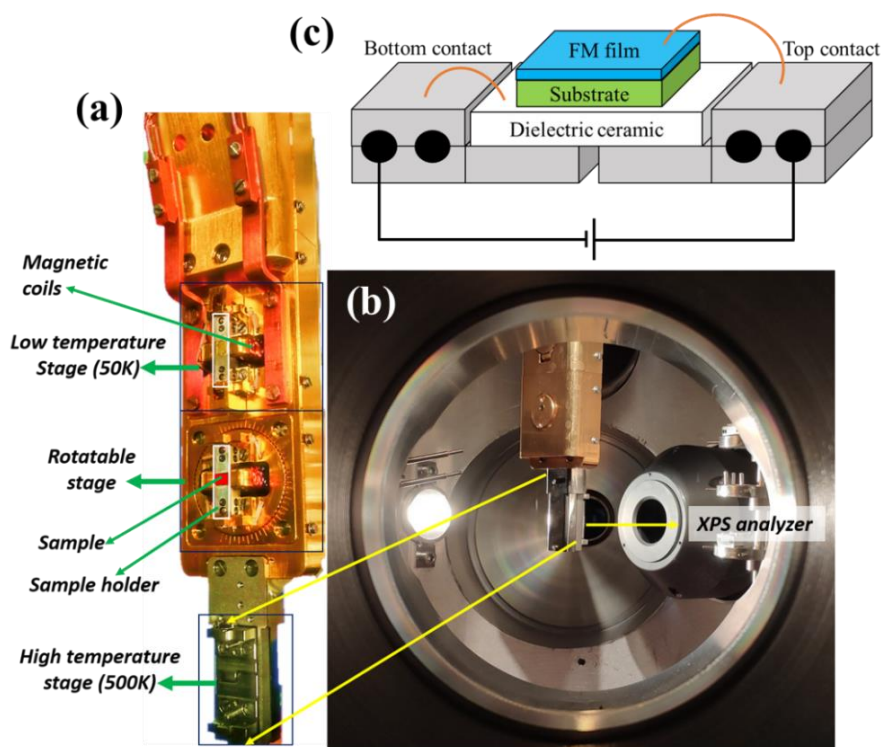 (c)
Bottom contact
FM film
Top contact
Substrate
Dielectric ceramic
(a)
Magnetic
coils
Low temperature
Stage (50K)
Rotatable
stage
Sample
Sample holder
High temperature
stage (500K)
(b)
XPS analyzer